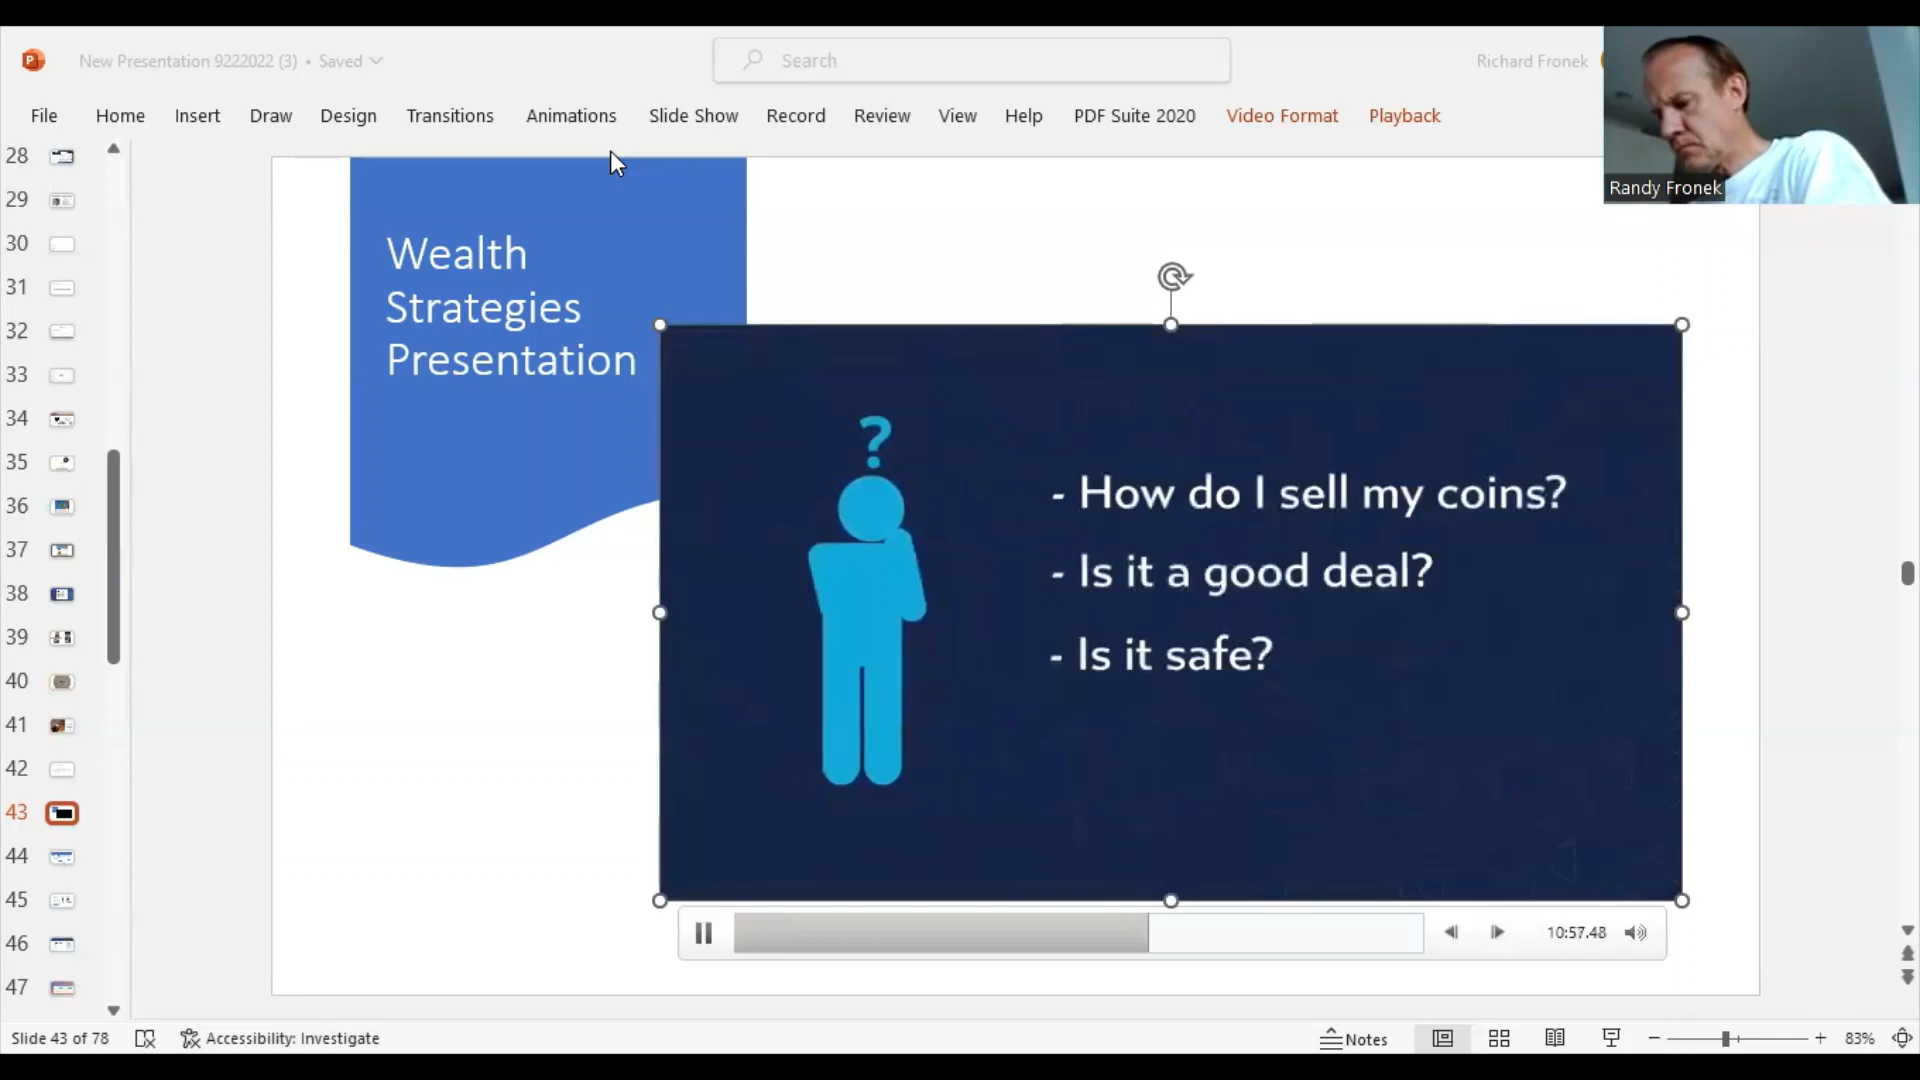 New Presentation 9222022 (3) • Saved
Search
Richard Fronek
File Home Insert Draw Design Transitions Animations Slide Show Record Review View Help PDF Suite 2020 Video Format Playback
Randy Fronek
28
29
30
31
32
33
34
35
36
37
38
39
40
41
42
43
44
45
46
47
Wealth
Strategies
Presentation
?
- How do I sell my coins?
- Is it a good deal?
- Is it safe?
10:57.48
Slide 43 of 78 Accessibility: Investigate Notes 83%